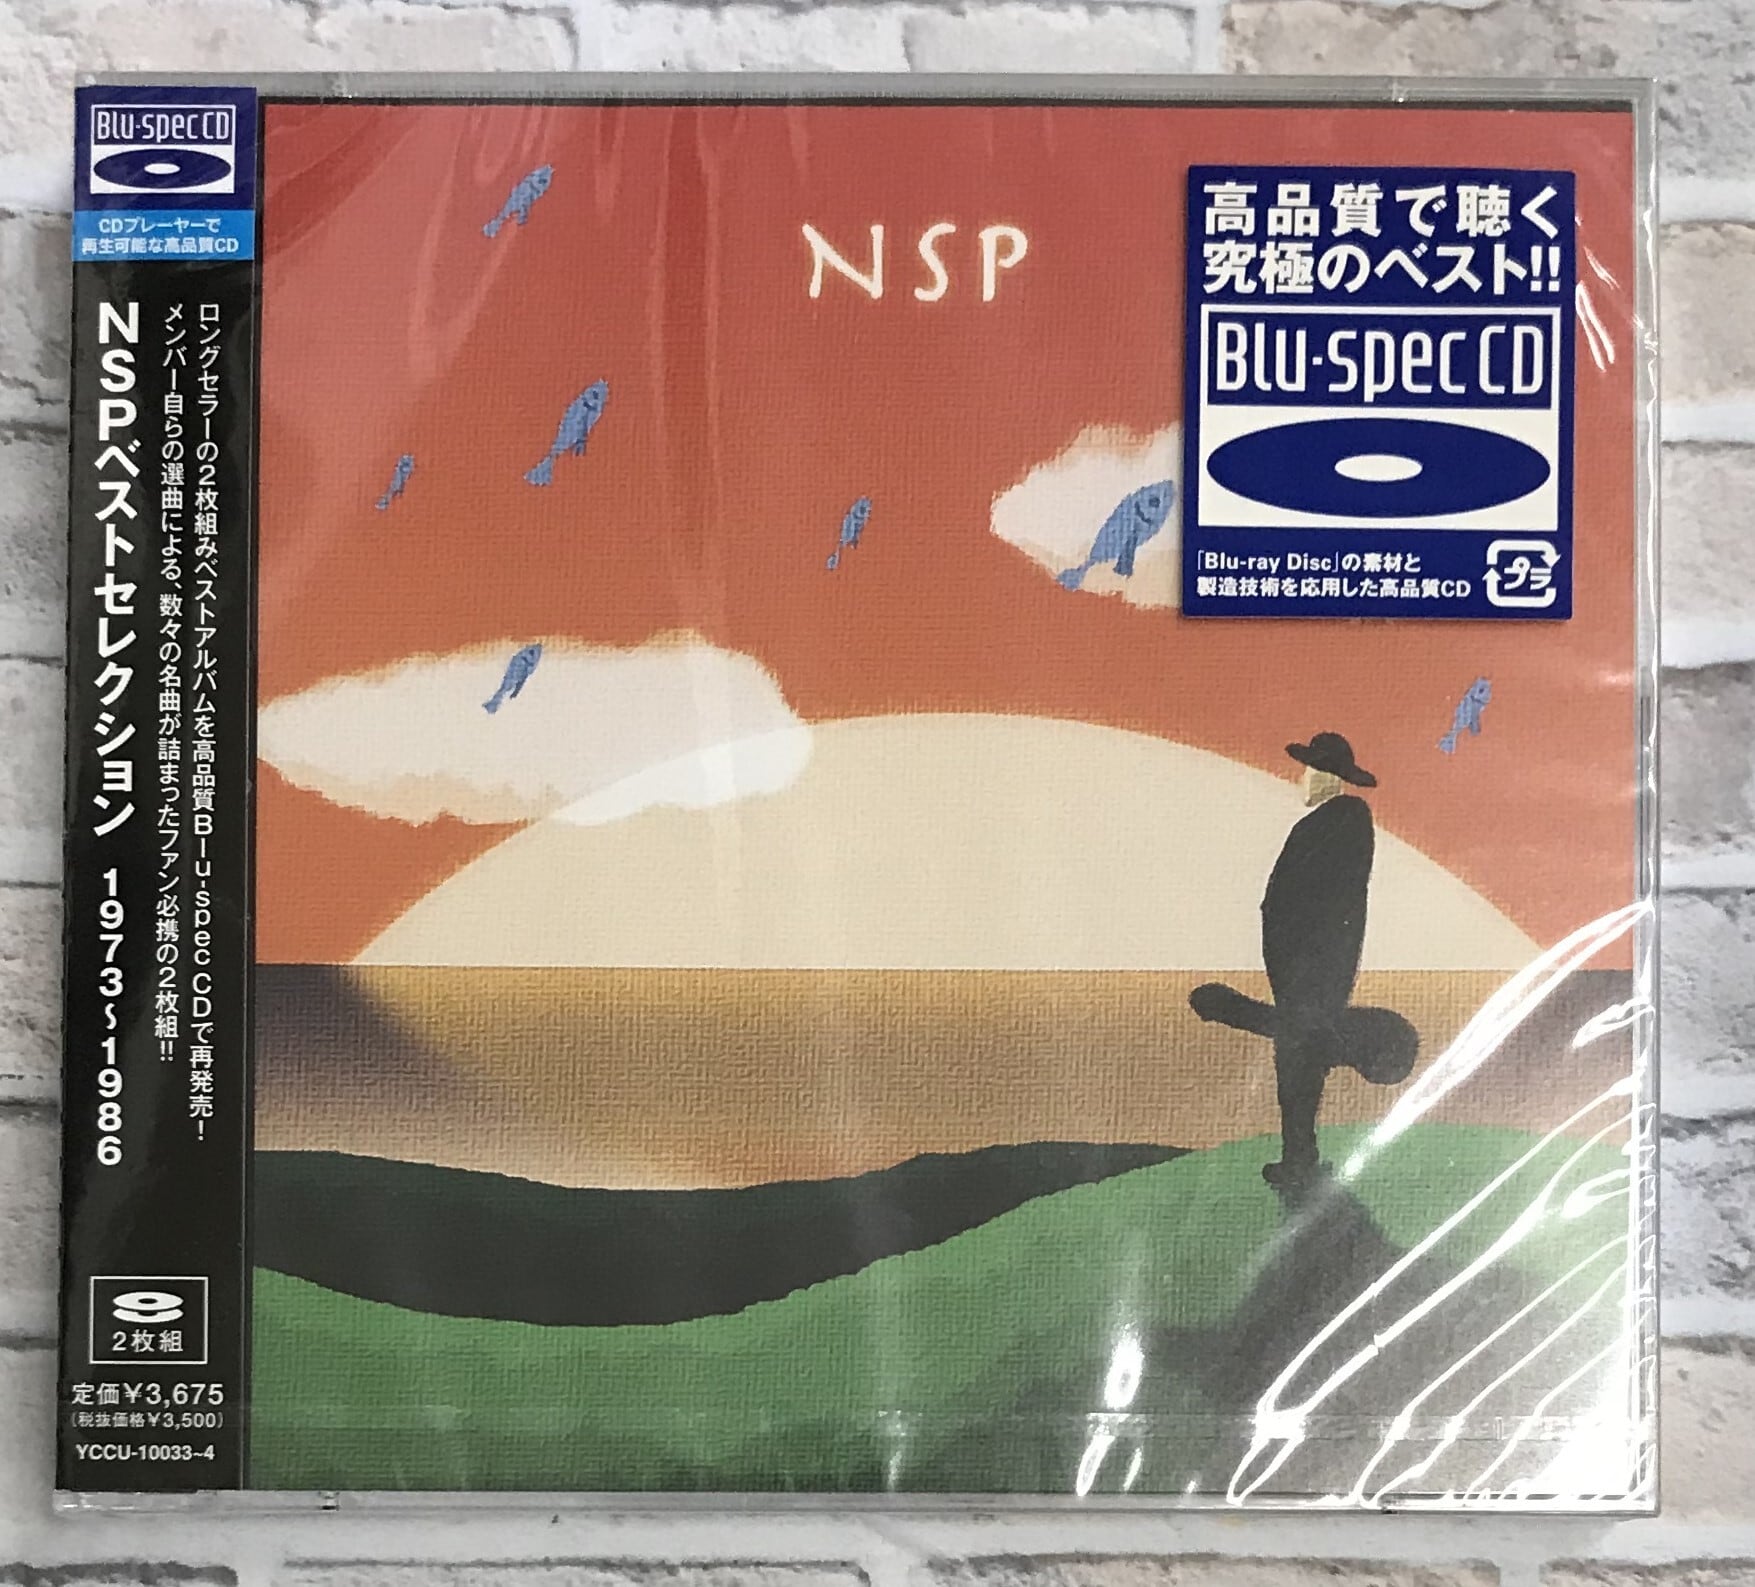 Blu-spec CD
CDプレーヤーで
再生可能な高品質CD
ロングセラーの2枚組みベストアルバムを高品質Blu-spec CDで再発売!
メンバー自らの選曲による、数々の名曲が詰まったファン必携の2枚組!!
NSPベストセレクション 1973~1986
2枚組
定価¥3,675
(税抜価格¥3,500)
YCCU-10033~4
NSP
高品質で聴く
究極のベスト!!
Blu-spec CD
「Blu-ray Disc」の素材と
製造技術を応用した高品質CD
プラ